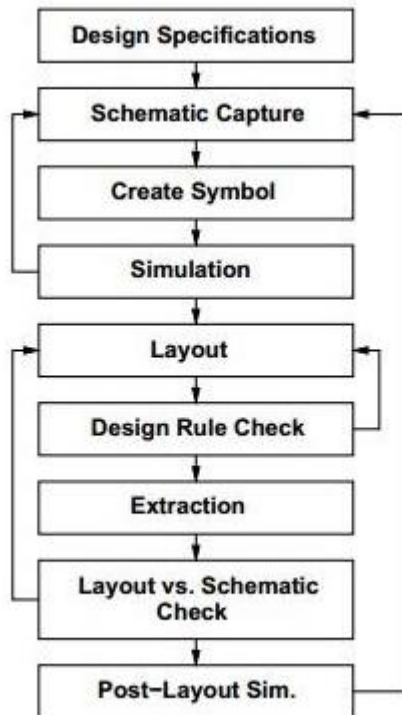 Design Specifications
Schematic Capture
Create Symbol
Simulation
Layout
Design Rule Check
Extraction
Layout vs. Schematic
Check
Post−Layout Sim.